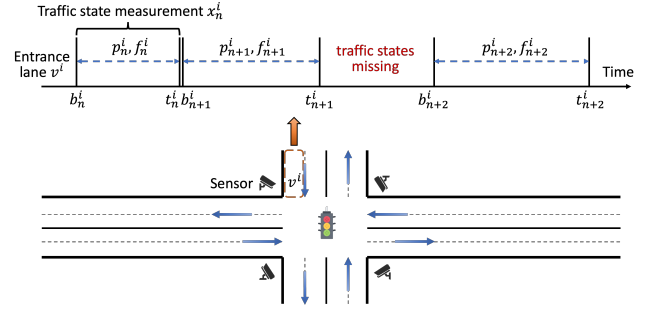 Traffic state measurement $x_n^i$
$p_n^i, f_n^i$
$p_{n+1}^i, f_{n+1}^i$
traffic states
missing
$p_{n+2}^i, f_{n+2}^i$
Entrance
lane $v^i$
Time
$b_n^i$ $t_n^i$ $b_{n+1}^i$ $t_{n+1}^i$ $b_{n+2}^i$ $t_{n+2}^i$
Sensor
$v^i$